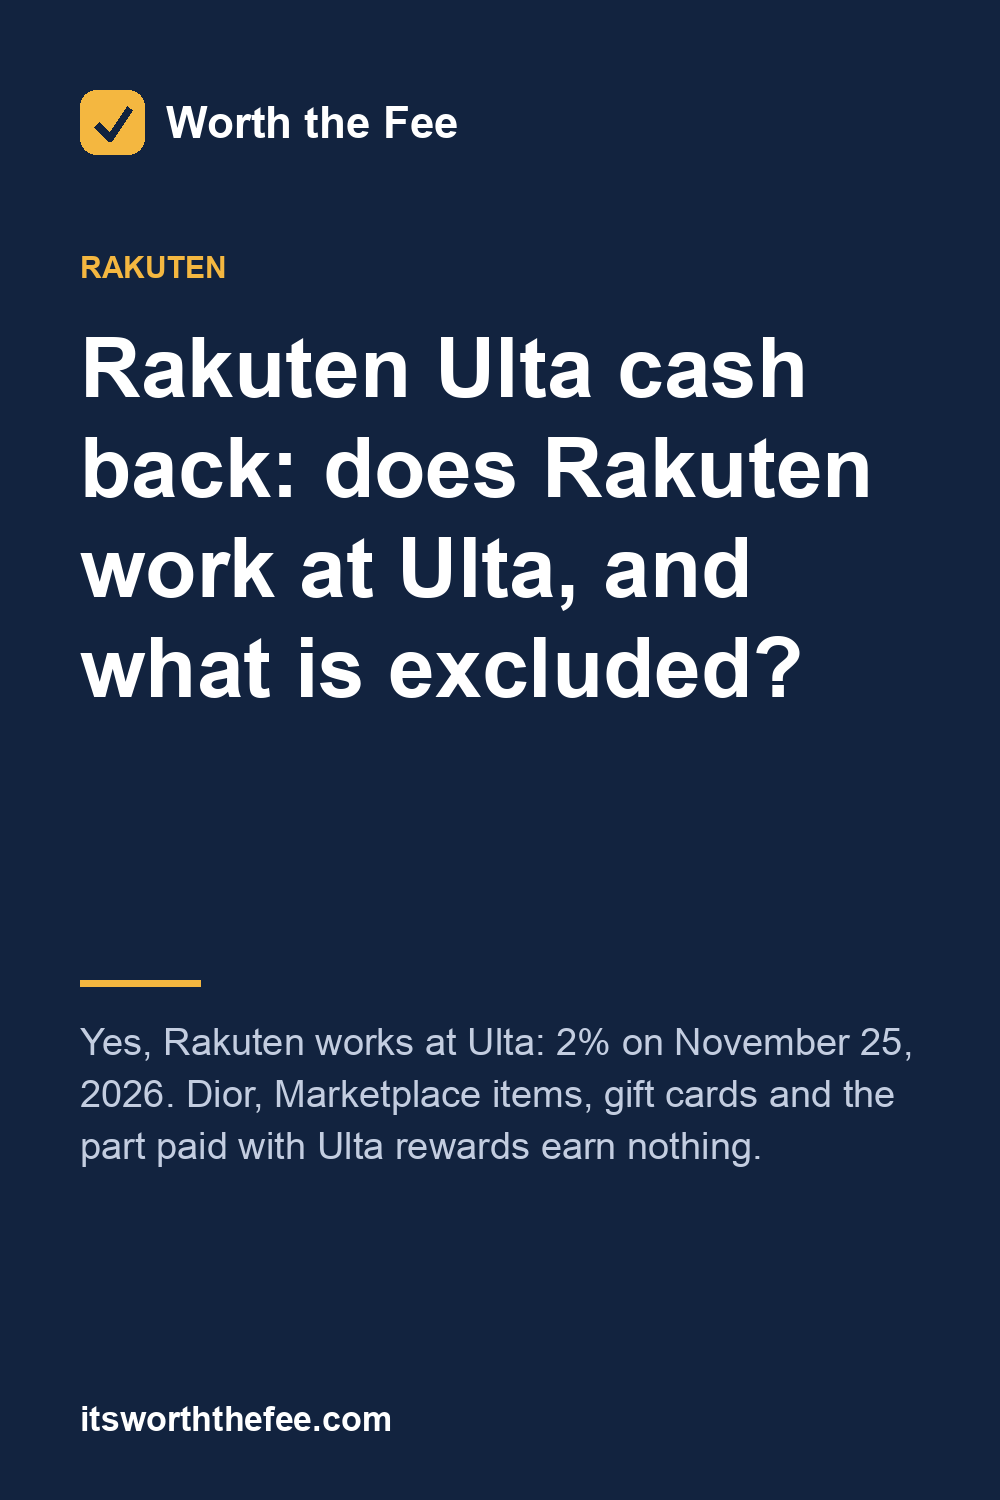 Worth the Fee
RAKUTEN
Rakuten Ulta cash
back: does Rakuten
work at Ulta, and
what is excluded?
Yes, Rakuten works at Ulta: 2% on November 25,
2026. Dior, Marketplace items, gift cards and the
part paid with Ulta rewards earn nothing.
itsworththefee.com